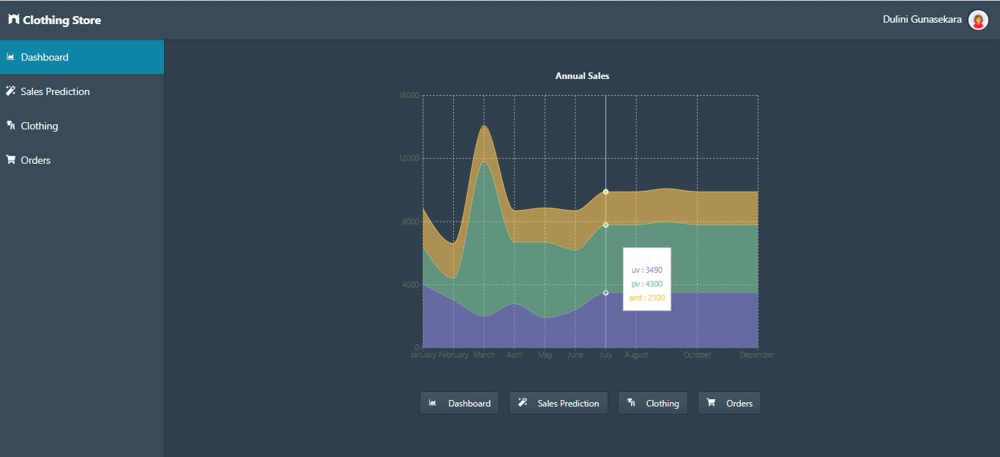 Clothing Store
Dulini Gunasekara
Dashboard
Sales Prediction
Clothing
Orders
Annual Sales
16000
12000
8000
4000
0
January February March April May June July August October December
July
uv : 3490
pv : 4300
amt : 2100
Dashboard Sales Prediction Clothing Orders